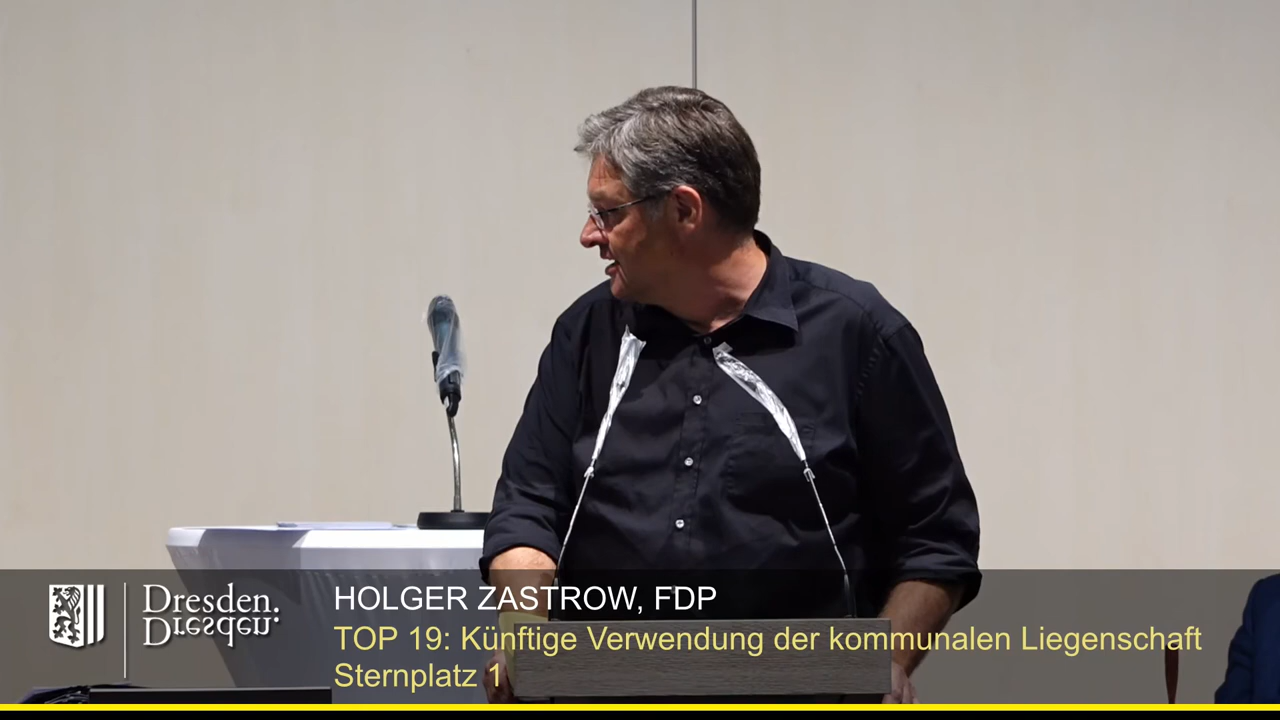 HOLGER ZASTROW, FDP
TOP 19: Künftige Verwendung der kommunalen Liegenschaft
Sternplatz 1
Dresden.
Dresden.